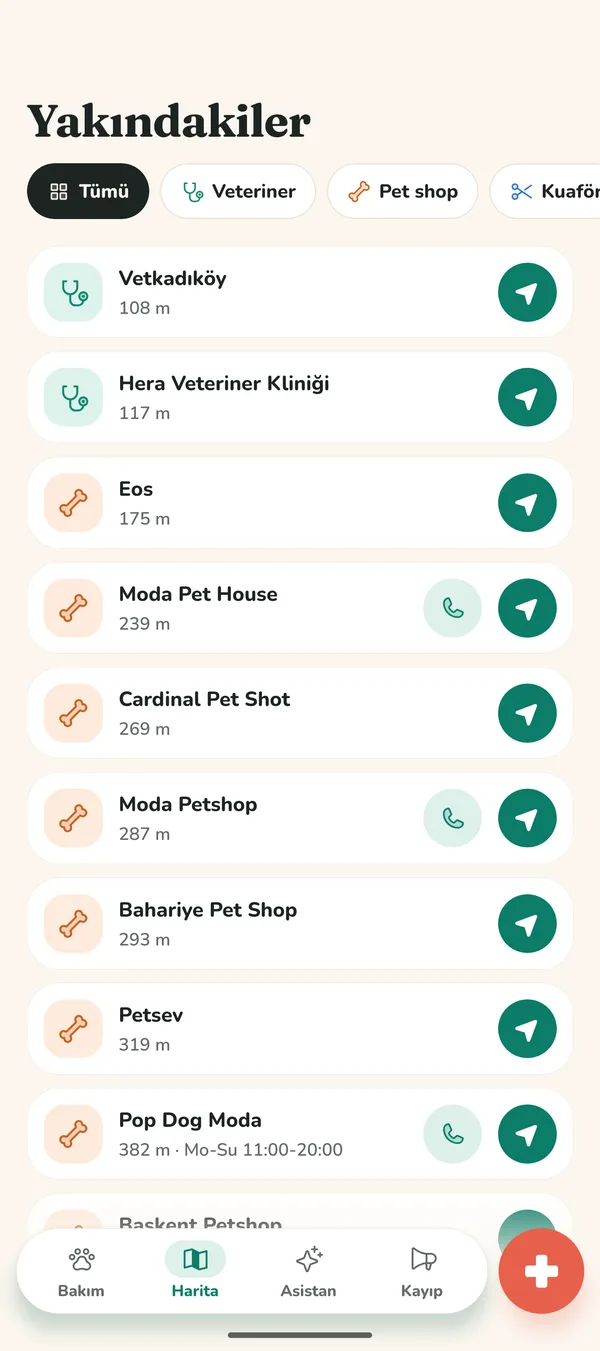 Yakındakiler
Tümü
Veteriner
Pet shop
Kuaför
Vetkadıköy
108 m
Hera Veteriner Kliniği
117 m
Eos
175 m
Moda Pet House
239 m
Cardinal Pet Shot
269 m
Moda Petshop
287 m
Bahariye Pet Shop
293 m
Petsev
319 m
Pop Dog Moda
382 m · Mo-Su 11:00-20:00
Baskent Petshop
Bakım
Harita
Asistan
Kayıp